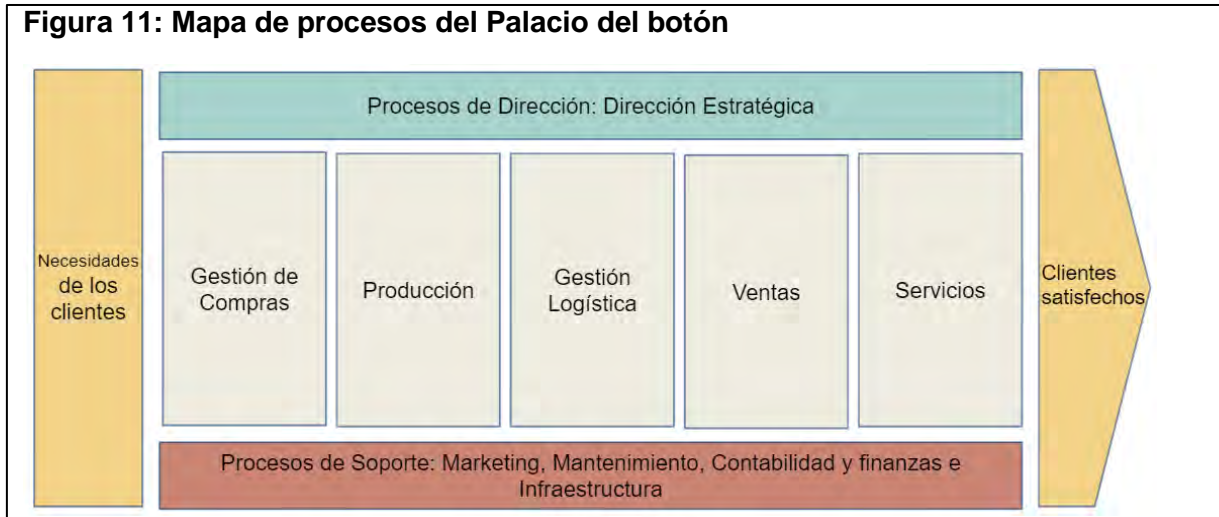 Figura 11: Mapa de procesos del Palacio del botón
Procesos de Dirección: Dirección Estratégica
Necesidades
de los
clientes
Gestión de
Compras
Producción
Gestión
Logística
Ventas
Servicios
Clientes
satisfechos
Procesos de Soporte: Marketing, Mantenimiento, Contabilidad y finanzas e
Infraestructura